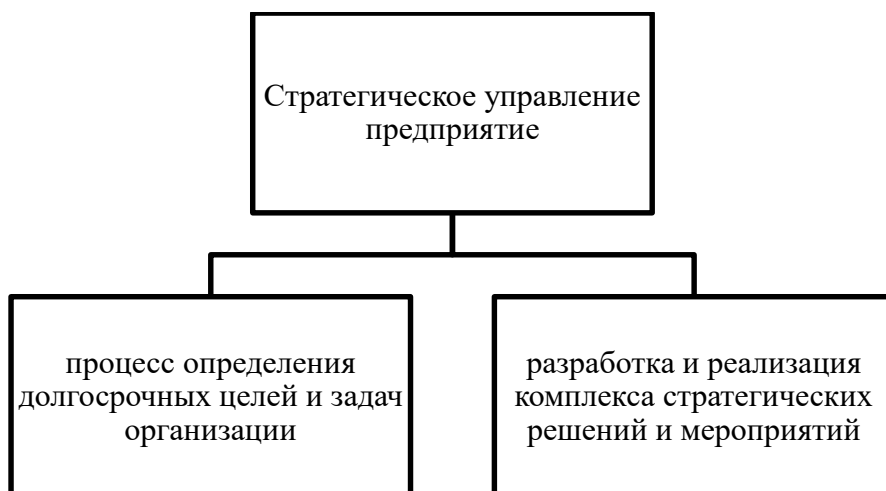 Стратегическое управление
предприятие
процесс определения
долгосрочных целей и задач
организации
разработка и реализация
комплекса стратегических
решений и мероприятий